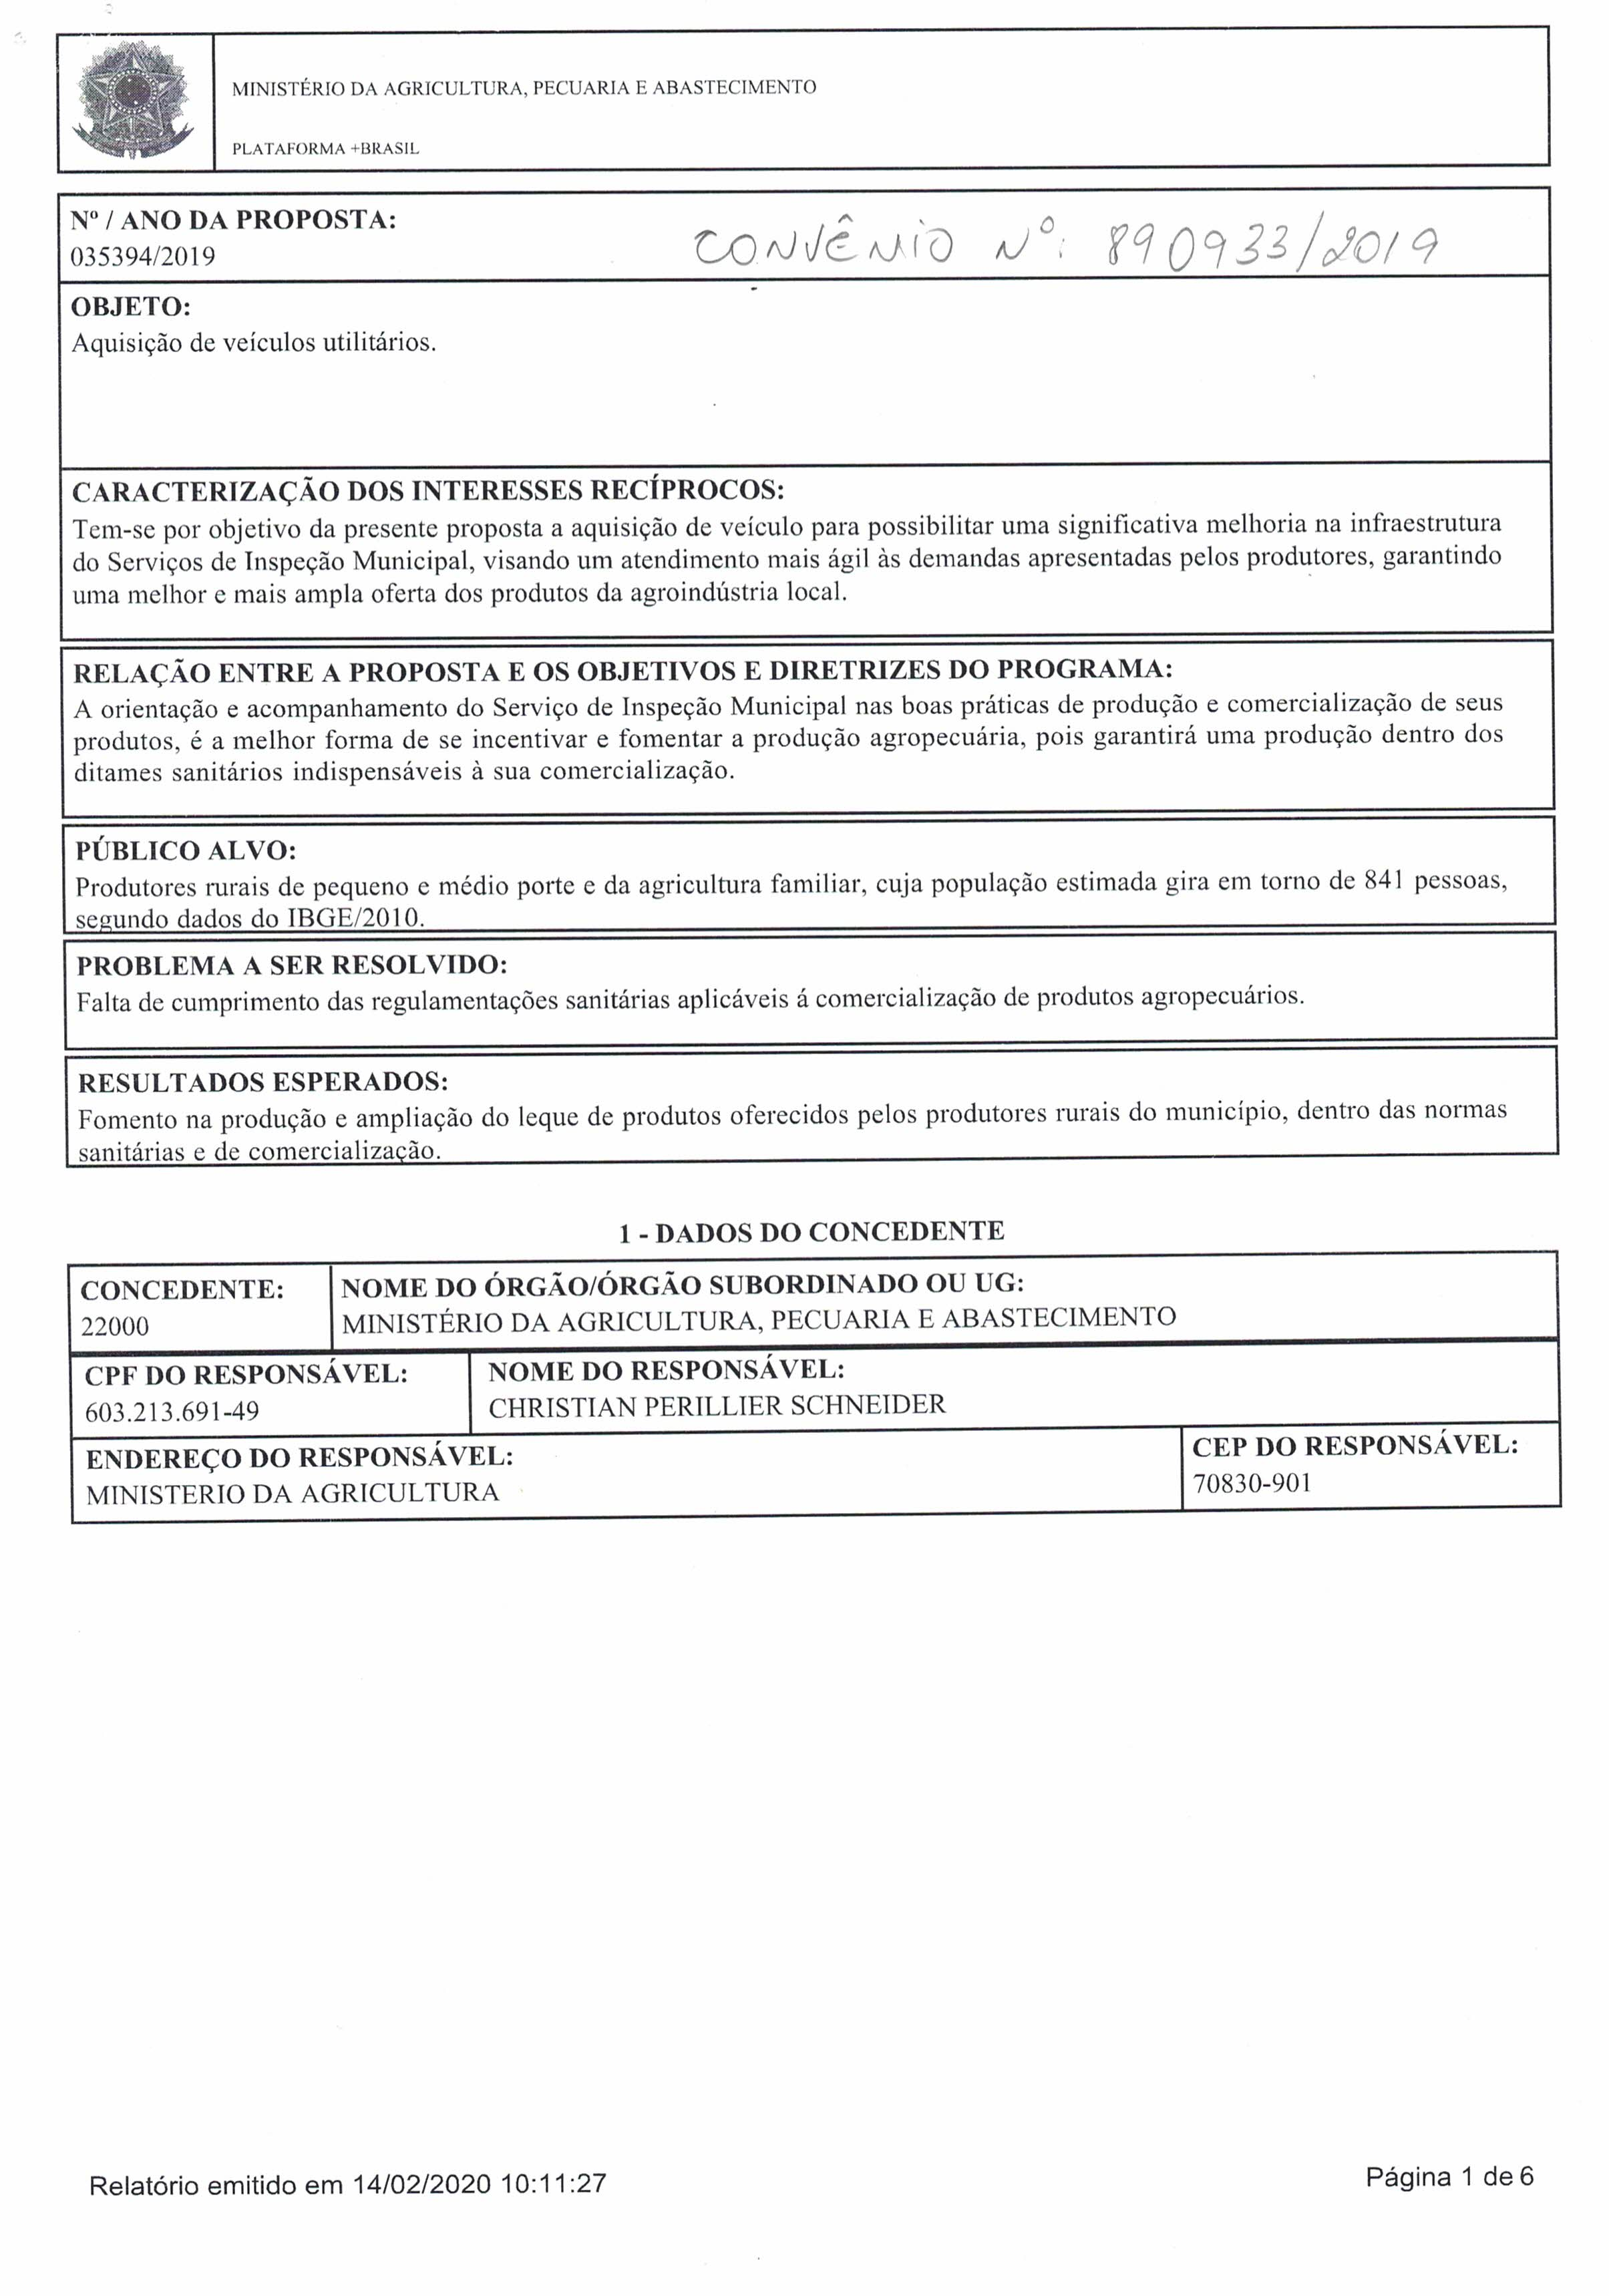 MINISTÉRIO DA AGRICULTURA, PECUARIA E ABASTECIMENTO
PLATAFORMA +BRASIL
Nº / ANO DA PROPOSTA:
035394/2019
CONVÊNIO Nº: 890933/2019
OBJETO:
Aquisição de veículos utilitários.
CARACTERIZAÇÃO DOS INTERESSES RECÍPROCOS:
Tem-se por objetivo da presente proposta a aquisição de veículo para possibilitar uma significativa melhoria na infraestrutura
do Serviços de Inspeção Municipal, visando um atendimento mais ágil às demandas apresentadas pelos produtores, garantindo
uma melhor e mais ampla oferta dos produtos da agroindústria local.
RELAÇÃO ENTRE A PROPOSTA E OS OBJETIVOS E DIRETRIZES DO PROGRAMA:
A orientação e acompanhamento do Serviço de Inspeção Municipal nas boas práticas de produção e comercialização de seus
produtos, é a melhor forma de se incentivar e fomentar a produção agropecuária, pois garantirá uma produção dentro dos
ditames sanitários indispensáveis à sua comercialização.
PÚBLICO ALVO:
Produtores rurais de pequeno e médio porte e da agricultura familiar, cuja população estimada gira em torno de 841 pessoas,
segundo dados do IBGE/2010.
PROBLEMA A SER RESOLVIDO:
Falta de cumprimento das regulamentações sanitárias aplicáveis á comercialização de produtos agropecuários.
RESULTADOS ESPERADOS:
Fomento na produção e ampliação do leque de produtos oferecidos pelos produtores rurais do município, dentro das normas
sanitárias e de comercialização.
1 - DADOS DO CONCEDENTE
CONCEDENTE:
22000
NOME DO ÓRGÃO/ÓRGÃO SUBORDINADO OU UG:
MINISTÉRIO DA AGRICULTURA, PECUARIA E ABASTECIMENTO
CPF DO RESPONSÁVEL:
603.213.691-49
NOME DO RESPONSÁVEL:
CHRISTIAN PERILLIER SCHNEIDER
ENDEREÇO DO RESPONSÁVEL:
MINISTERIO DA AGRICULTURA
CEP DO RESPONSÁVEL:
70830-901
Relatório emitido em 14/02/2020 10:11:27
Página 1 de 6